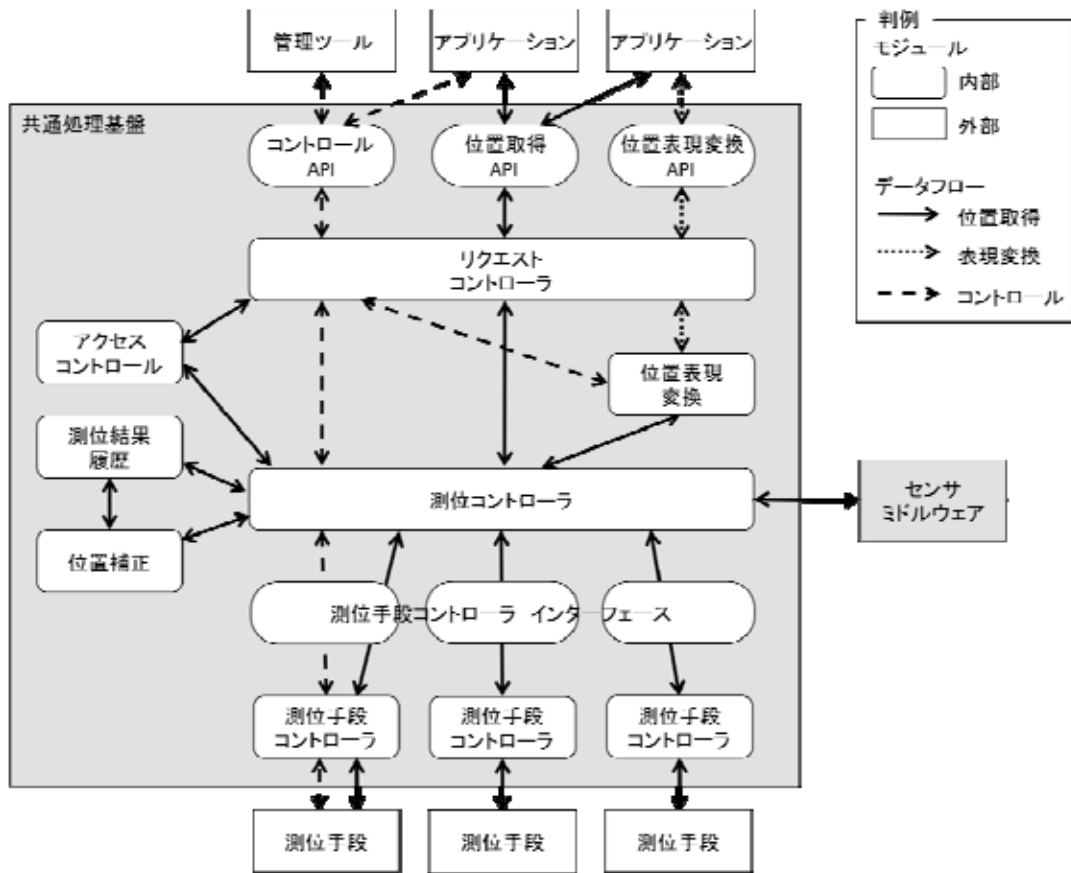 管理ツール
アプリケーション
アプリケーション
判例
モジュール
内部
外部
データフロー
位置取得
表現変換
コントロール
共通処理基盤
コントロール
API
位置取得
API
位置表現変換
API
リクエスト
コントローラ
アクセス
コントロール
位置表現
変換
測位結果
履歴
測位コントローラ
センサ
ミドルウェア
位置補正
測位手段コントローラ インターフェース
測位手段
コントローラ
測位手段
コントローラ
測位手段
コントローラ
測位手段
測位手段
測位手段